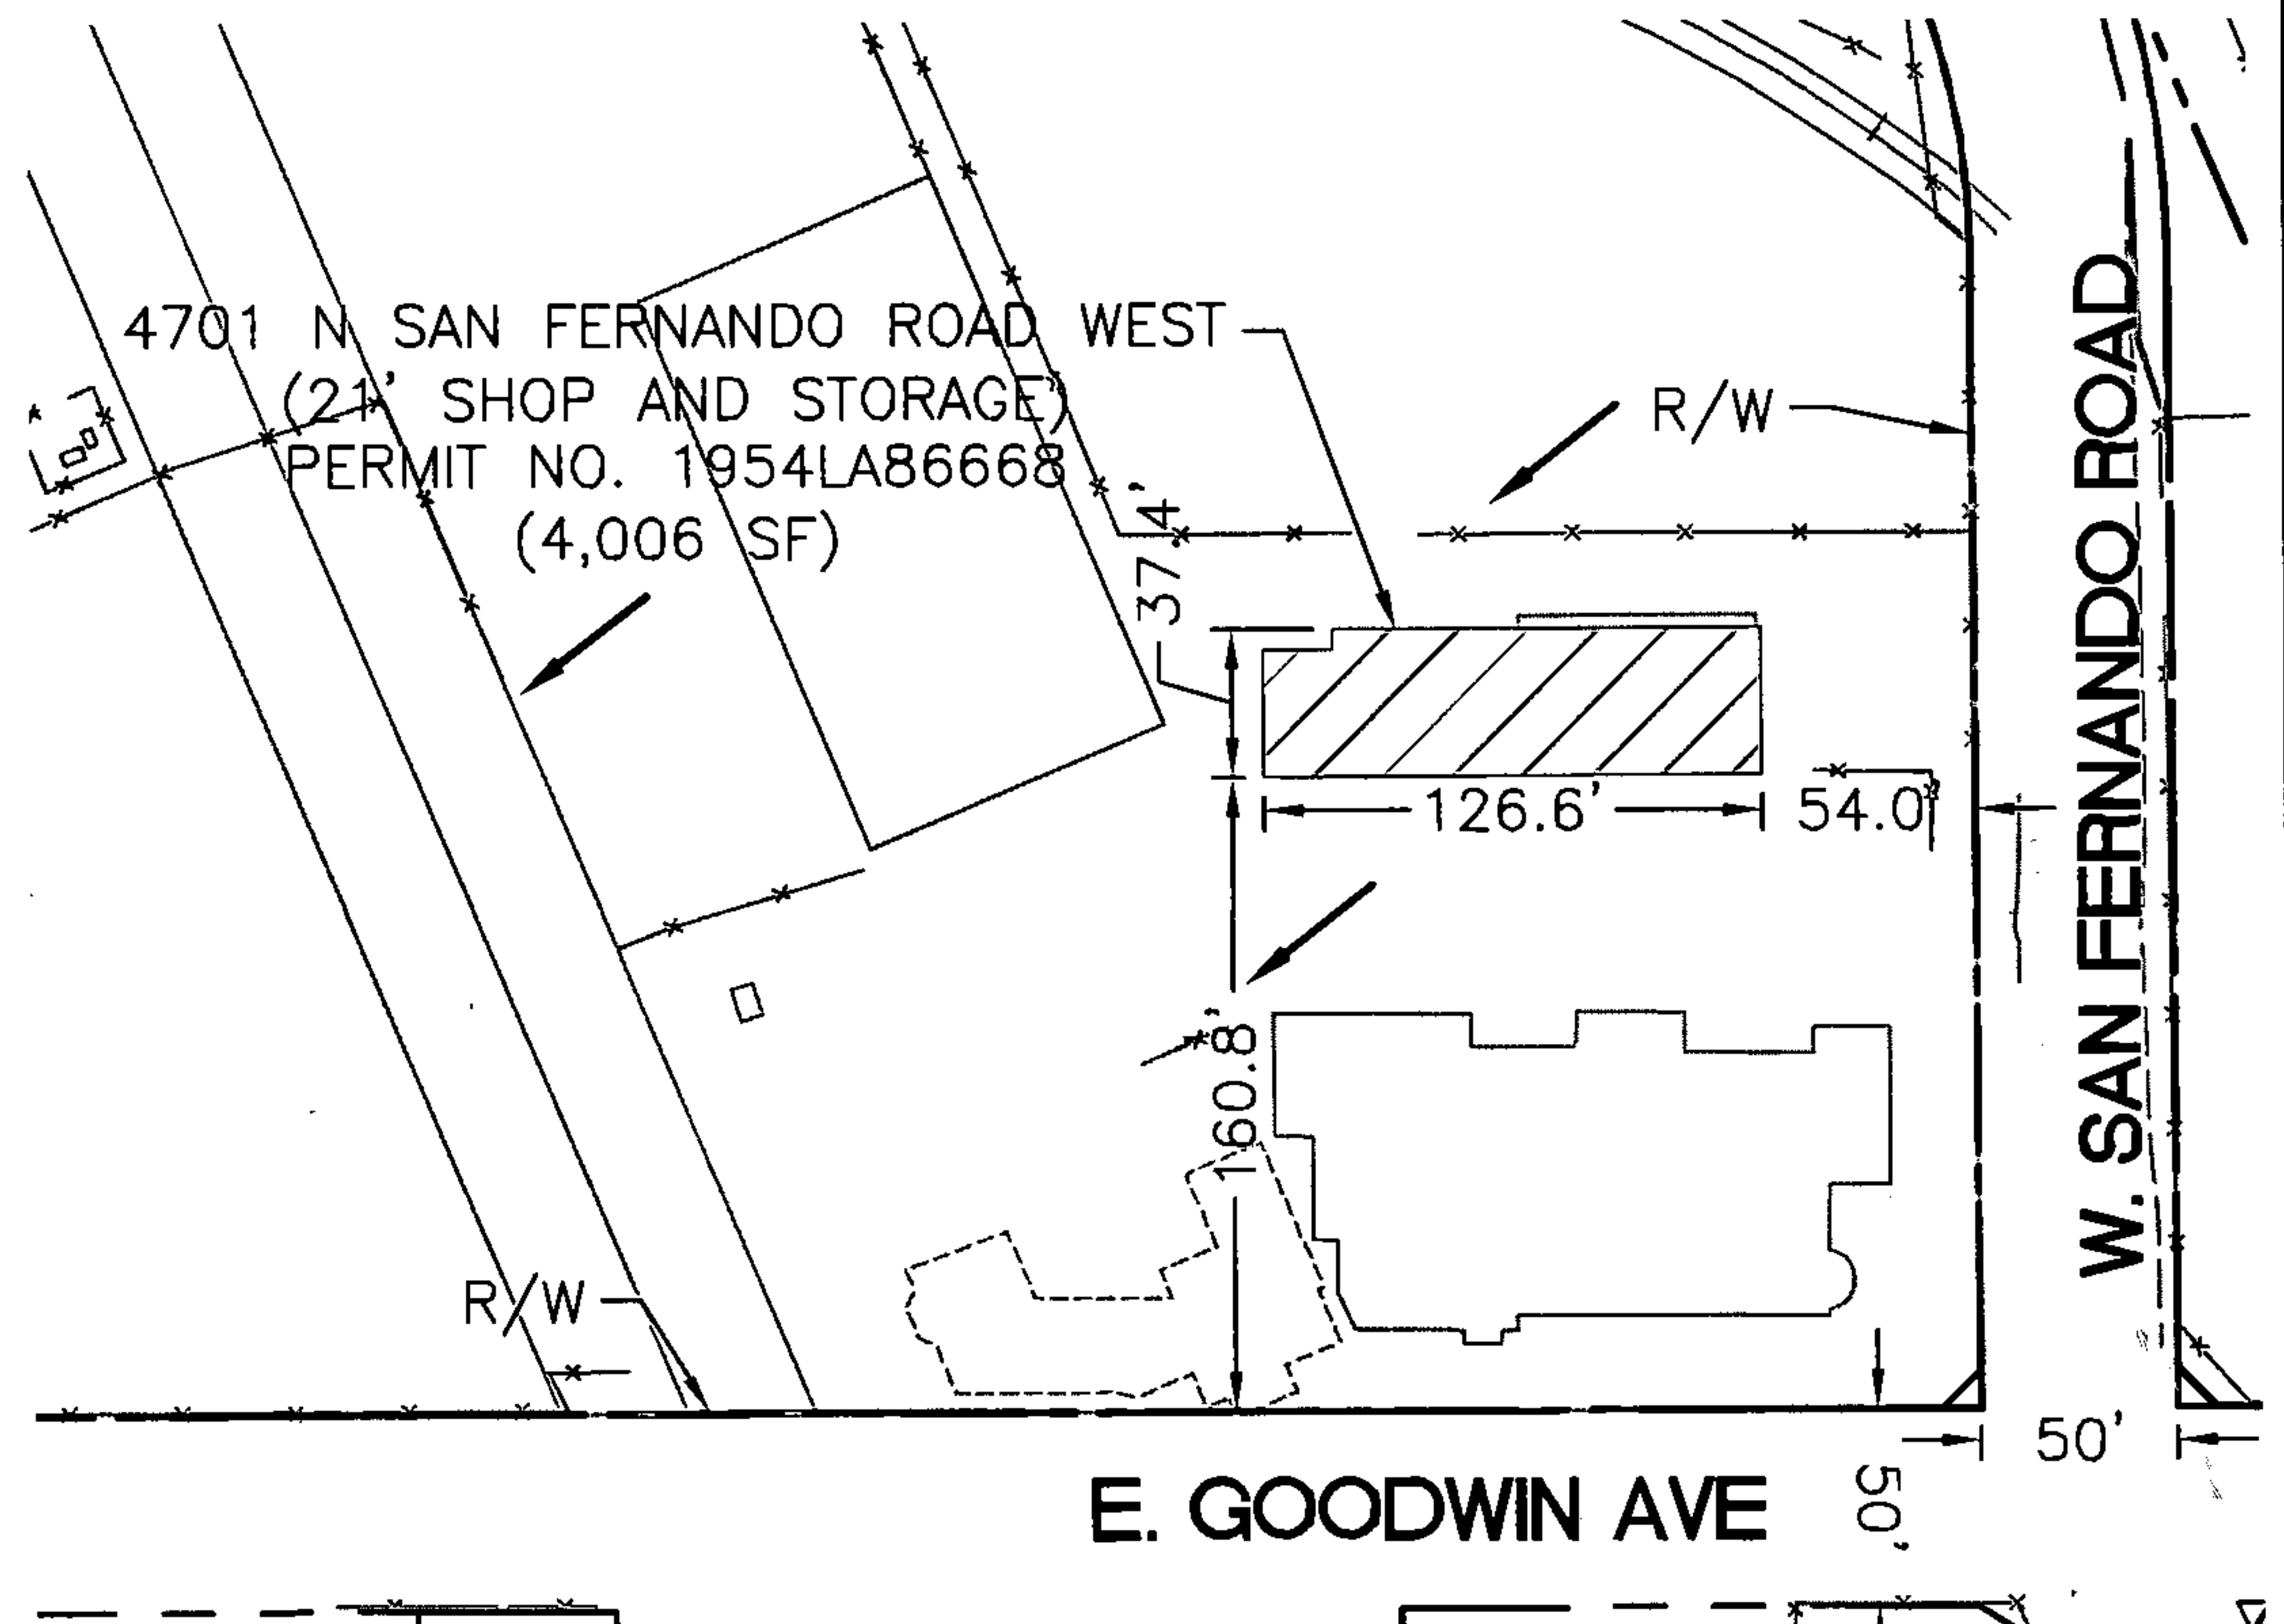 4701 N SAN FERNANDO ROAD WEST
(21' SHOP AND STORAGE)
PERMIT NO. 1954LA86668
(4,006 SF)
R/W
37.4'
126.6'
54.0'
160.8'
W. SAN FERNANDO ROAD
R/W
50'
50'
E. GOODWIN AVE